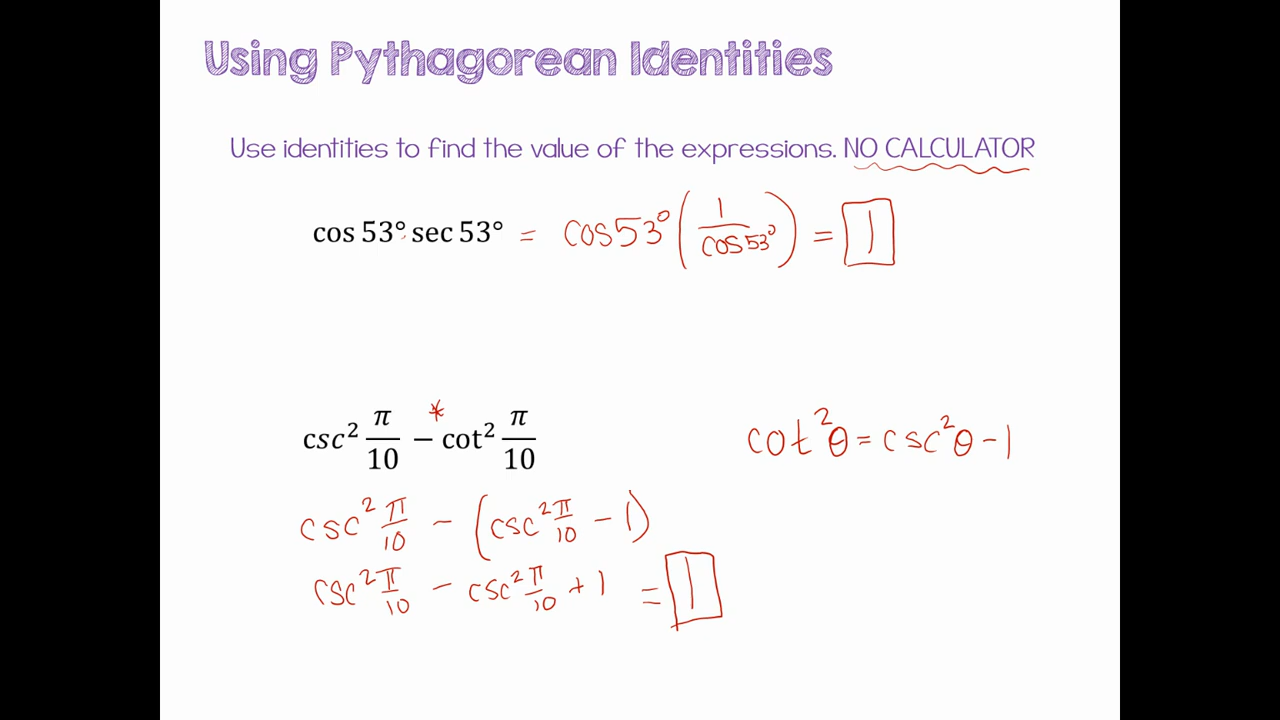 Using Pythagorean Identities
Use identities to find the value of the expressions. NO CALCULATOR
cos 53° sec 53° = cos 53° (1/cos 53°) = 1
*
csc² π/10 − cot² π/10
cot²θ = csc²θ − 1
csc² π/10 − (csc² π/10 − 1)
csc² π/10 − csc² π/10 + 1 = 1